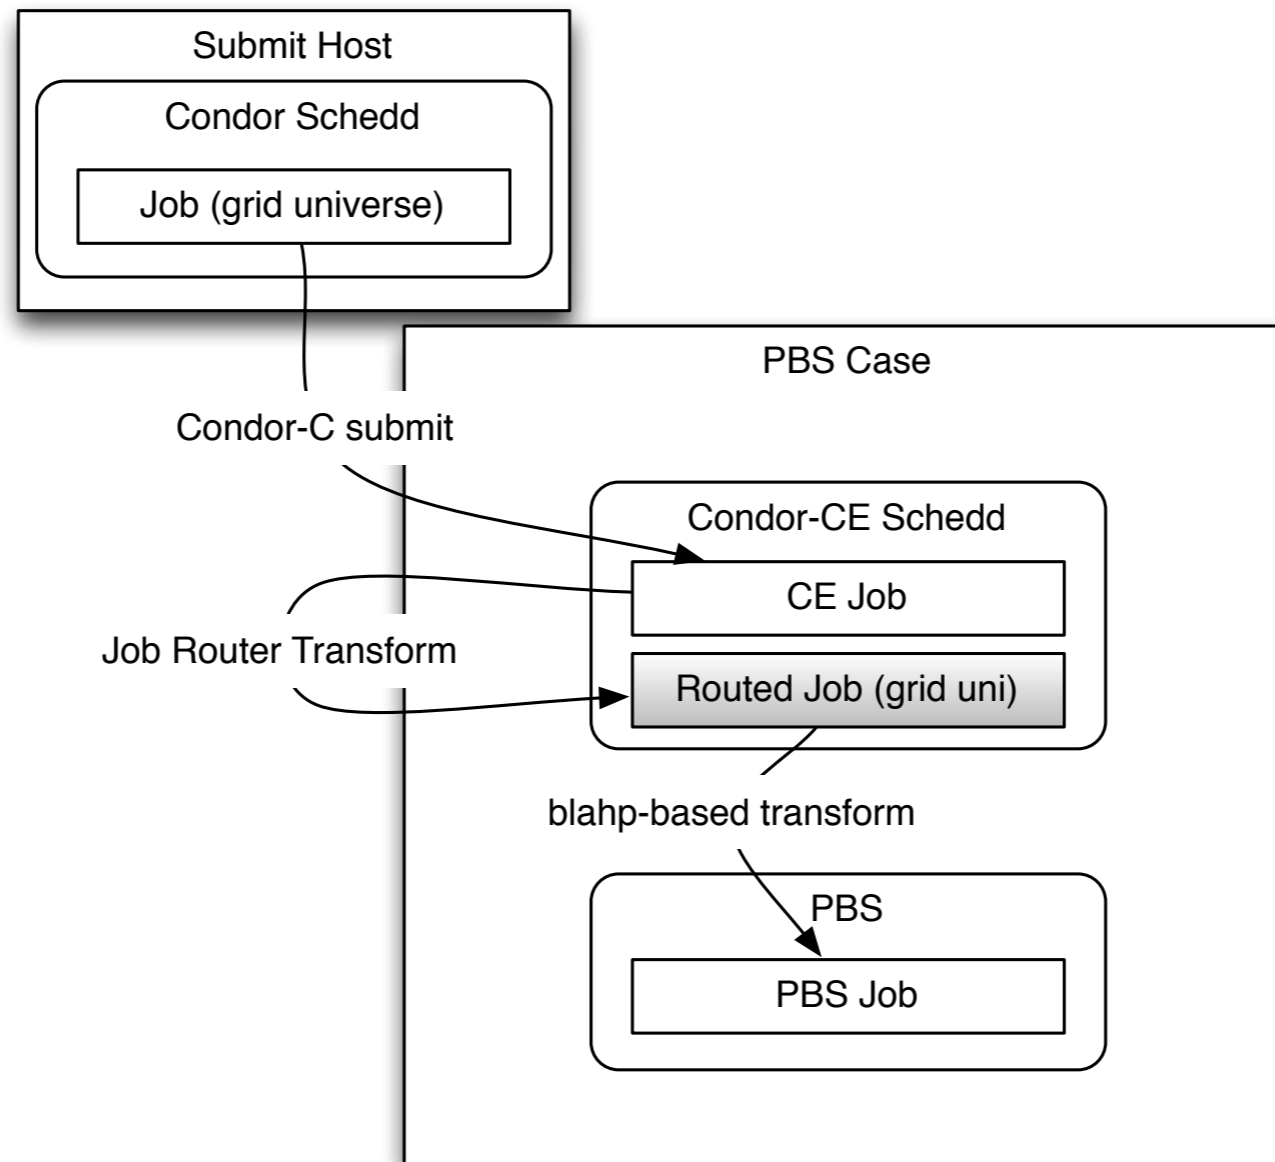 Submit Host
Condor Schedd
Job (grid universe)
PBS Case
Condor-C submit
Condor-CE Schedd
CE Job
Job Router Transform
Routed Job (grid uni)
blahp-based transform
PBS
PBS Job